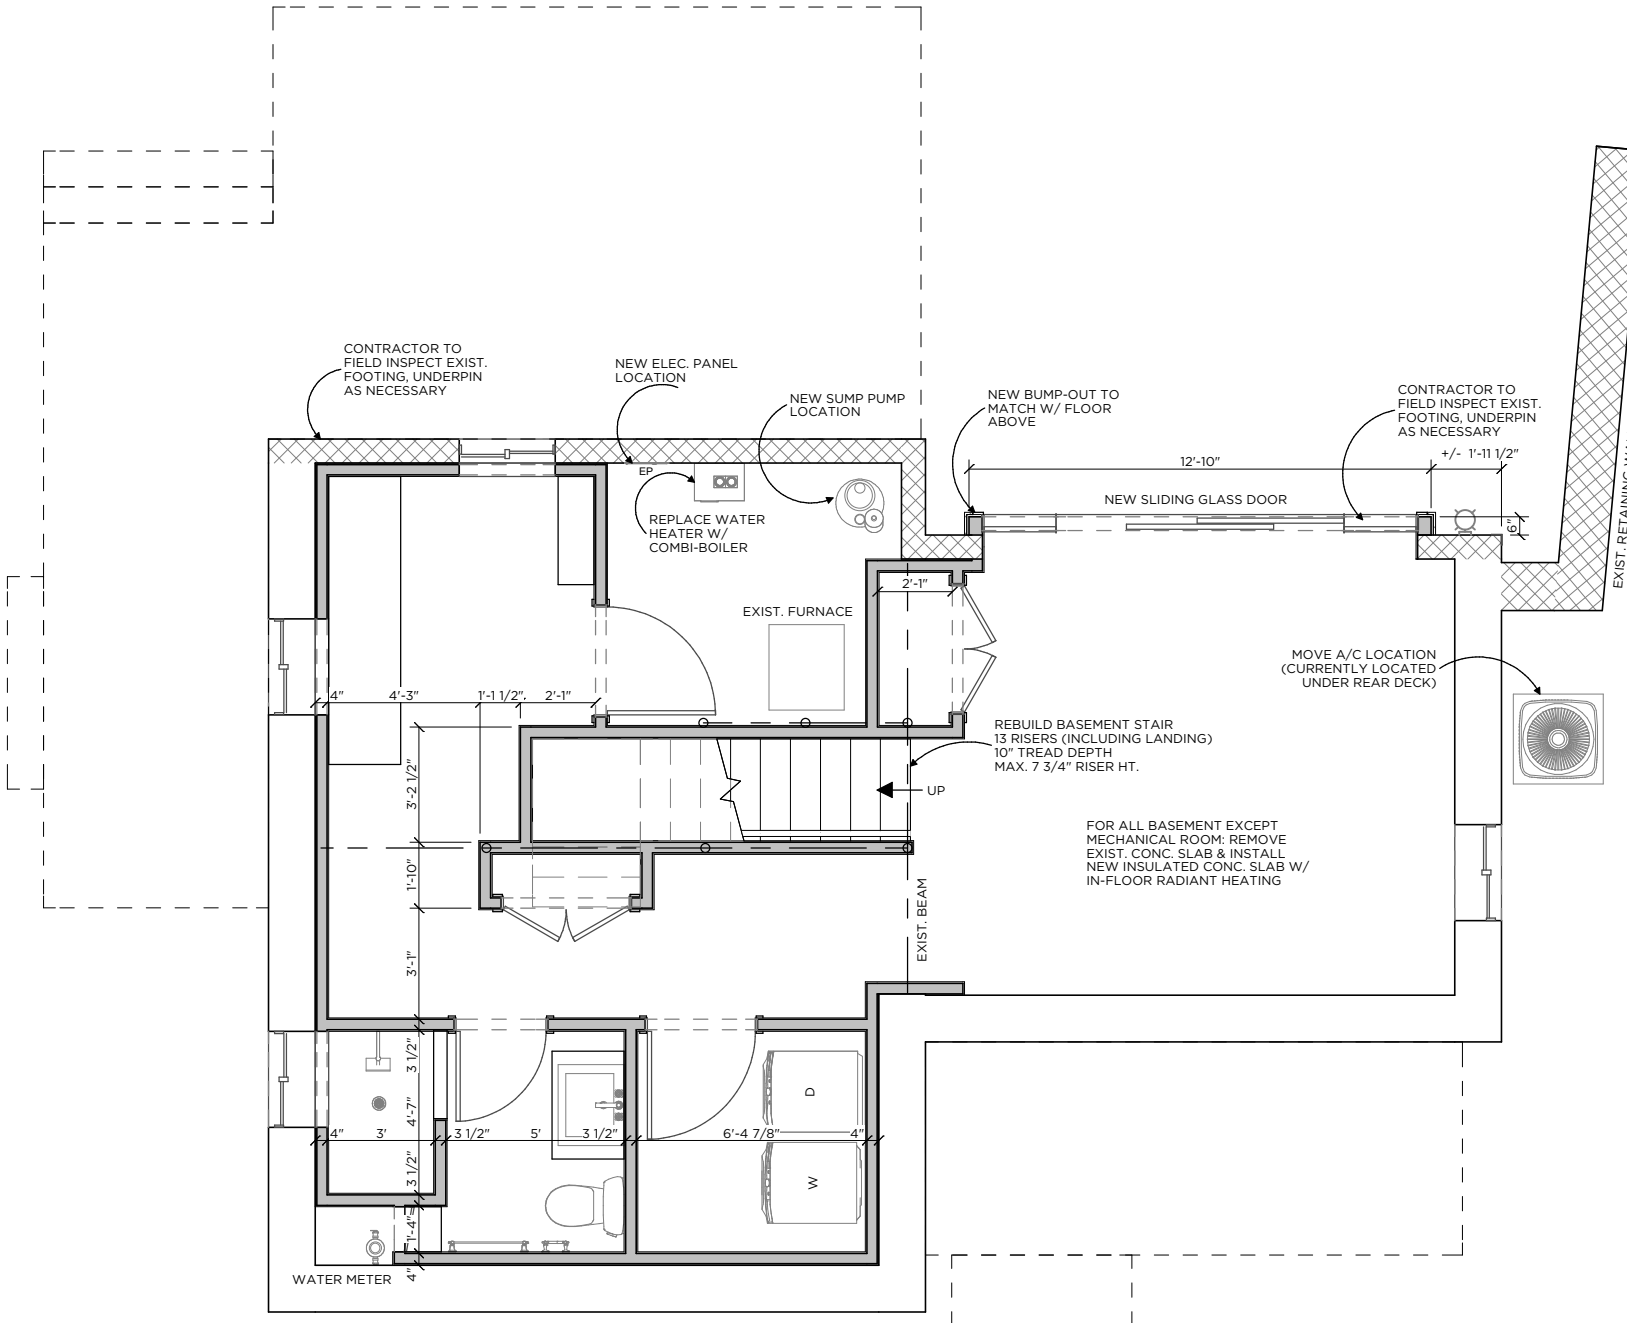 CONTRACTOR TO
FIELD INSPECT EXIST.
FOOTING, UNDERPIN
AS NECESSARY
NEW ELEC. PANEL
LOCATION
NEW SUMP PUMP
LOCATION
NEW BUMP-OUT TO
MATCH W/ FLOOR
ABOVE
CONTRACTOR TO
FIELD INSPECT EXIST.
FOOTING, UNDERPIN
AS NECESSARY
12'-10"
+/- 1'-11 1/2"
NEW SLIDING GLASS DOOR
6"
EXIST. RETAINING WALL
EP
REPLACE WATER
HEATER W/
COMBI-BOILER
2'-1"
EXIST. FURNACE
MOVE A/C LOCATION
(CURRENTLY LOCATED
UNDER REAR DECK)
4"
4'-3"
1'-1 1/2"
2'-1"
REBUILD BASEMENT STAIR
13 RISERS (INCLUDING LANDING)
10" TREAD DEPTH
MAX. 7 3/4" RISER HT.
UP
3'-2 1/2"
FOR ALL BASEMENT EXCEPT
MECHANICAL ROOM: REMOVE
EXIST. CONC. SLAB & INSTALL
NEW INSULATED CONC. SLAB W/
IN-FLOOR RADIANT HEATING
1'-10"
EXIST. BEAM
3'-1"
3 1/2"
4'-7"
D
4"
3'
3 1/2"
5'
3 1/2"
6'-4 7/8"
4"
3 1/2"
W
1'-4"
4"
WATER METER